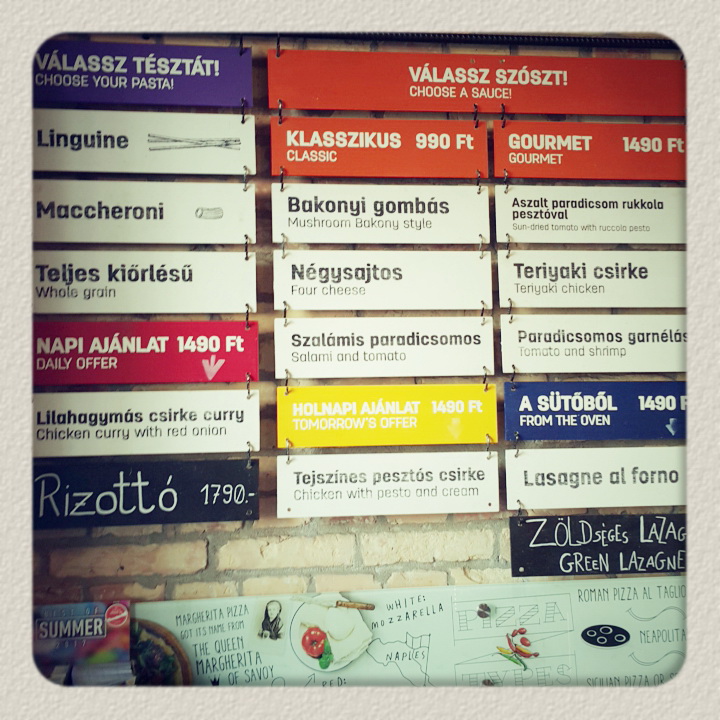 VÁLASSZ TÉSZTÁT!
CHOOSE YOUR PASTA!
Linguine
Maccheroni
Teljes kiőrlésű
Whole grain
NAPI AJÁNLAT 1490 Ft
DAILY OFFER
Lilahagymás csirke curry
Chicken curry with red onion
Rizottó 1790.-
VÁLASSZ SZÓSZT!
CHOOSE A SAUCE!
KLASSZIKUS 990 Ft
CLASSIC
Bakonyi gombás
Mushroom Bakony style
Négysajtos
Four cheese
Szalámis paradicsomos
Salami and tomato
HOLNAPI AJÁNLAT 1490 Ft
TOMORROW'S OFFER
Tejszínes pesztós csirke
Chicken with pesto and cream
GOURMET 1490 Ft
GOURMET
Aszalt paradicsom rukkola
pesztóval
Sun-dried tomato with ruccola pesto
Teriyaki csirke
Teriyaki chicken
Paradicsomos garnélás
Tomato and shrimp
A SÜTŐBŐL 1490 F
FROM THE OVEN
Lasagne al forno
ZÖLDSÉGES LAZAG
GREEN LAZAGNE
SUMMER
MARGHERITA PIZZA
GOT ITS NAME FROM
THE QUEEN
MARGHERITA
OF SAVOY
WHITE:
MOZZARELLA
NAPLES
RED:
PIZZA
TYPES
ROMAN PIZZA AL TAGLIO
NEAPOLITA
SICILIAN PIZZA OR